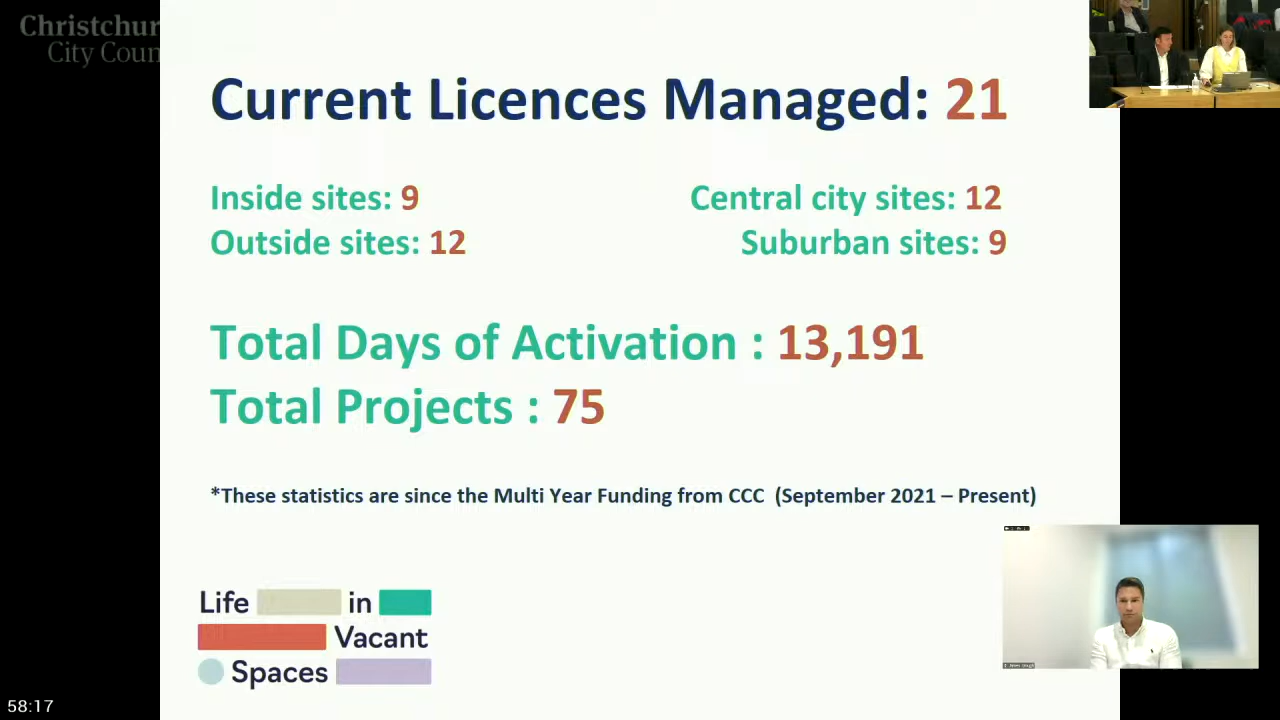 Christchur
City Coun
Current Licences Managed: 21
Inside sites: 9
Central city sites: 12
Outside sites: 12
Suburban sites: 9
Total Days of Activation : 13,191
Total Projects : 75
*These statistics are since the Multi Year Funding from CCC (September 2021 – Present)
Life in
Vacant
Spaces
58:17